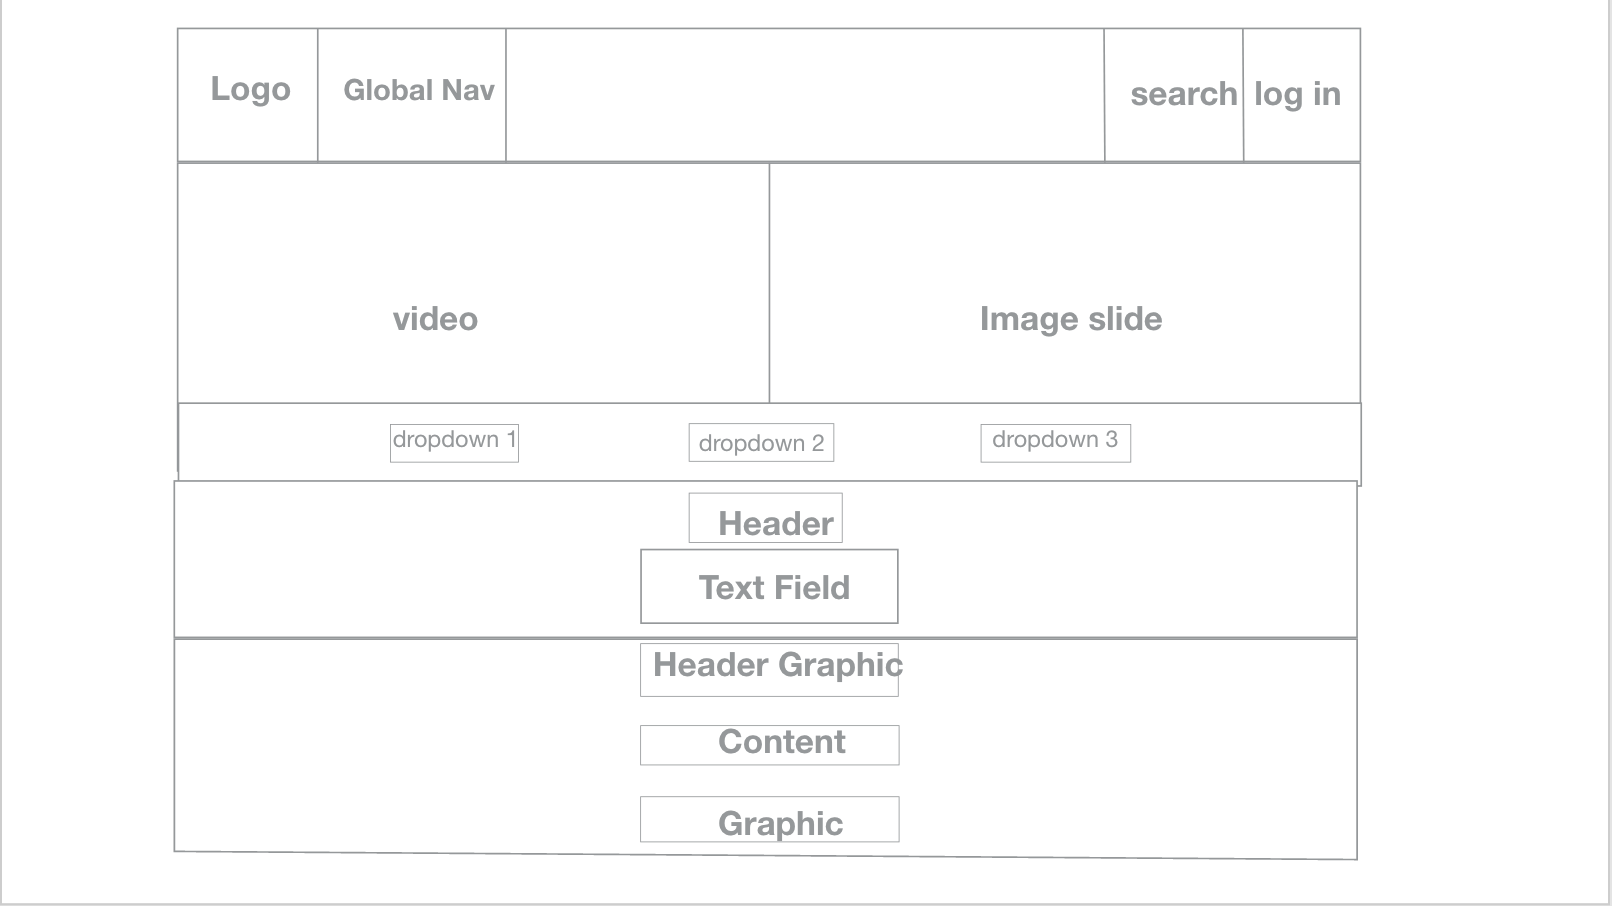 Logo
Global Nav
search
log in
video
Image slide
dropdown 1
dropdown 2
dropdown 3
Header
Text Field
Header Graphic
Content
Graphic